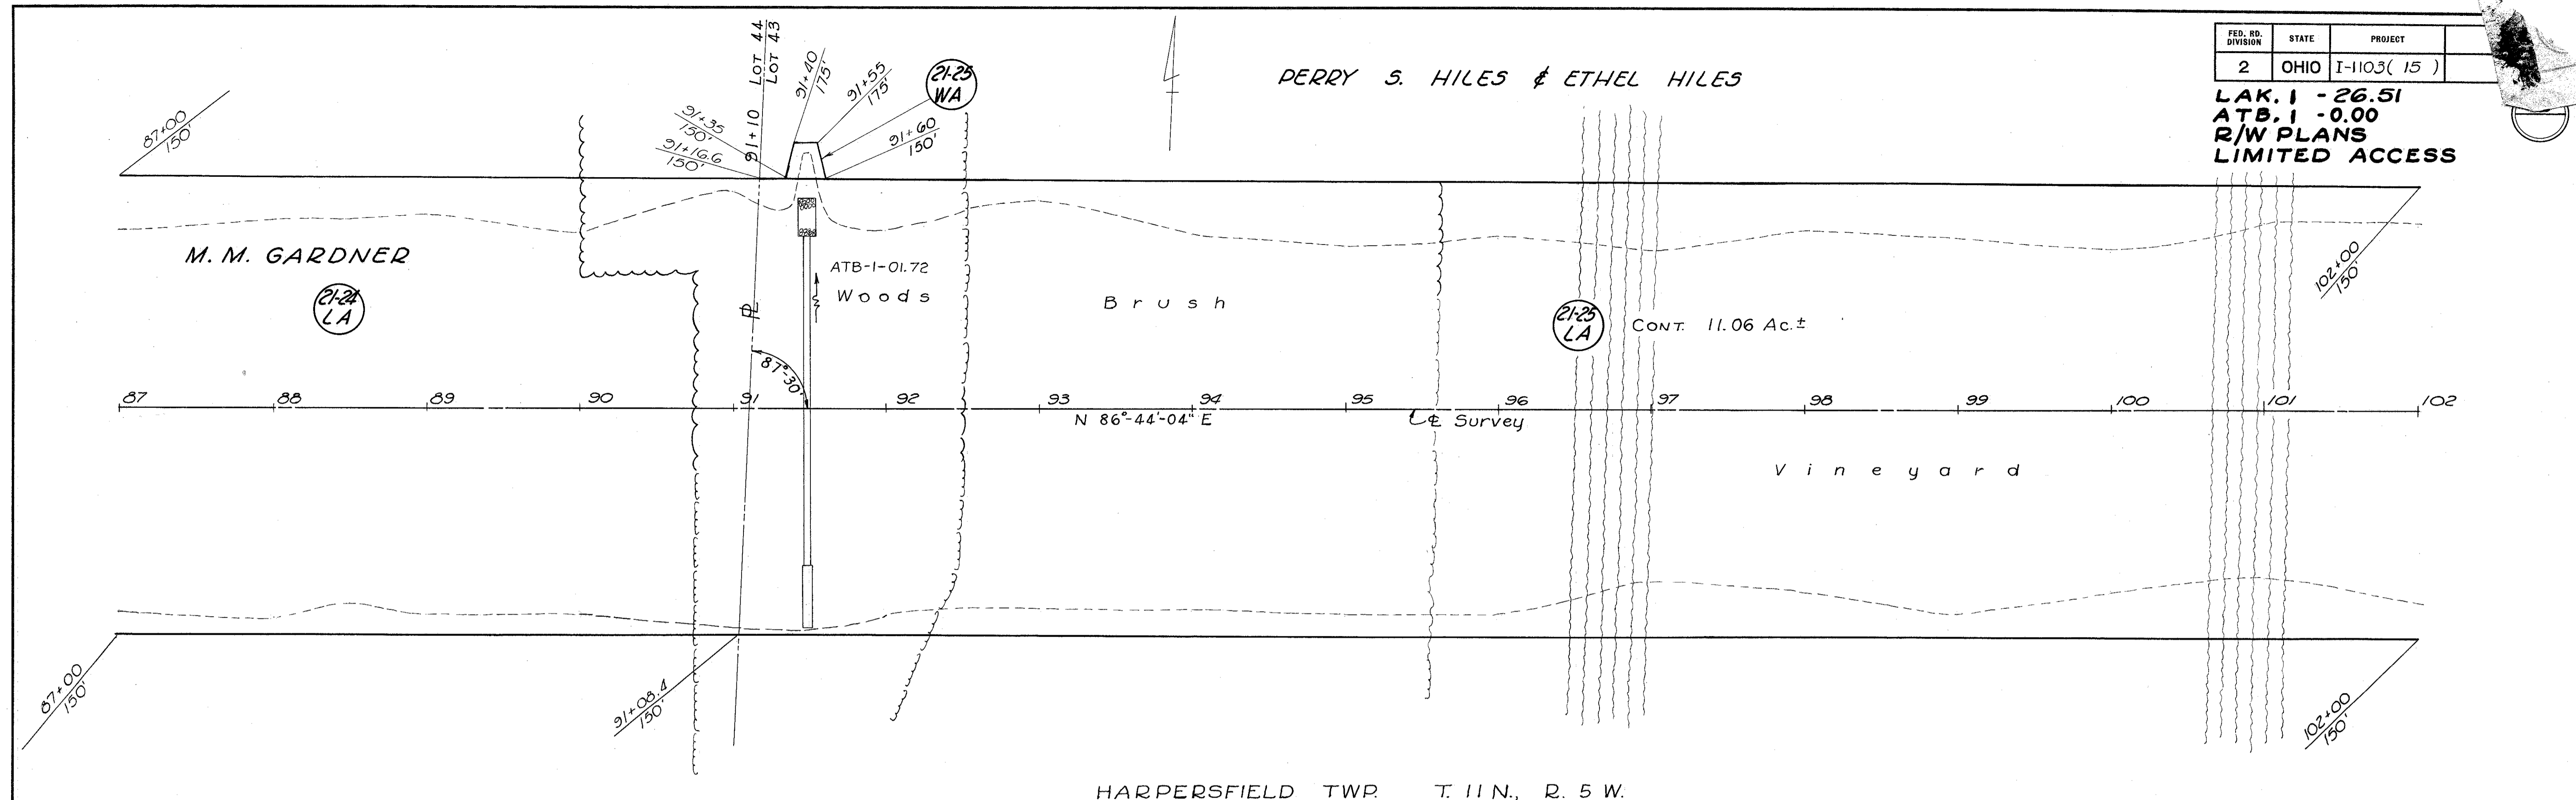 FED. RD. DIVISION STATE PROJECT
2 OHIO I-1103( 15 )
LAK. 1 - 26.51
ATB. 1 - 0.00
R/W PLANS
LIMITED ACCESS
PERRY S. HILES & ETHEL HILES
LOT 44
LOT 43
91+10
87+00
150'
91+35
150'
91+16.6
150'
91+40
175'
91+55
175'
21-25
WA
91+60
150'
M. M. GARDNER
21-24
LA
ATB-1-01.72
Woods
Brush
21-25
LA
CONT. 11.06 Ac.±
102+00
150'
PL
87°-30'
87 88 89 90 91 92 93 94 95 96 97 98 99 100 101 102
N 86°-44'-04" E
℄ Survey
Vineyard
87+00
150'
91+08.4
150'
102+00
150'
HARPERSFIELD TWP. T. 11 N., R. 5 W.